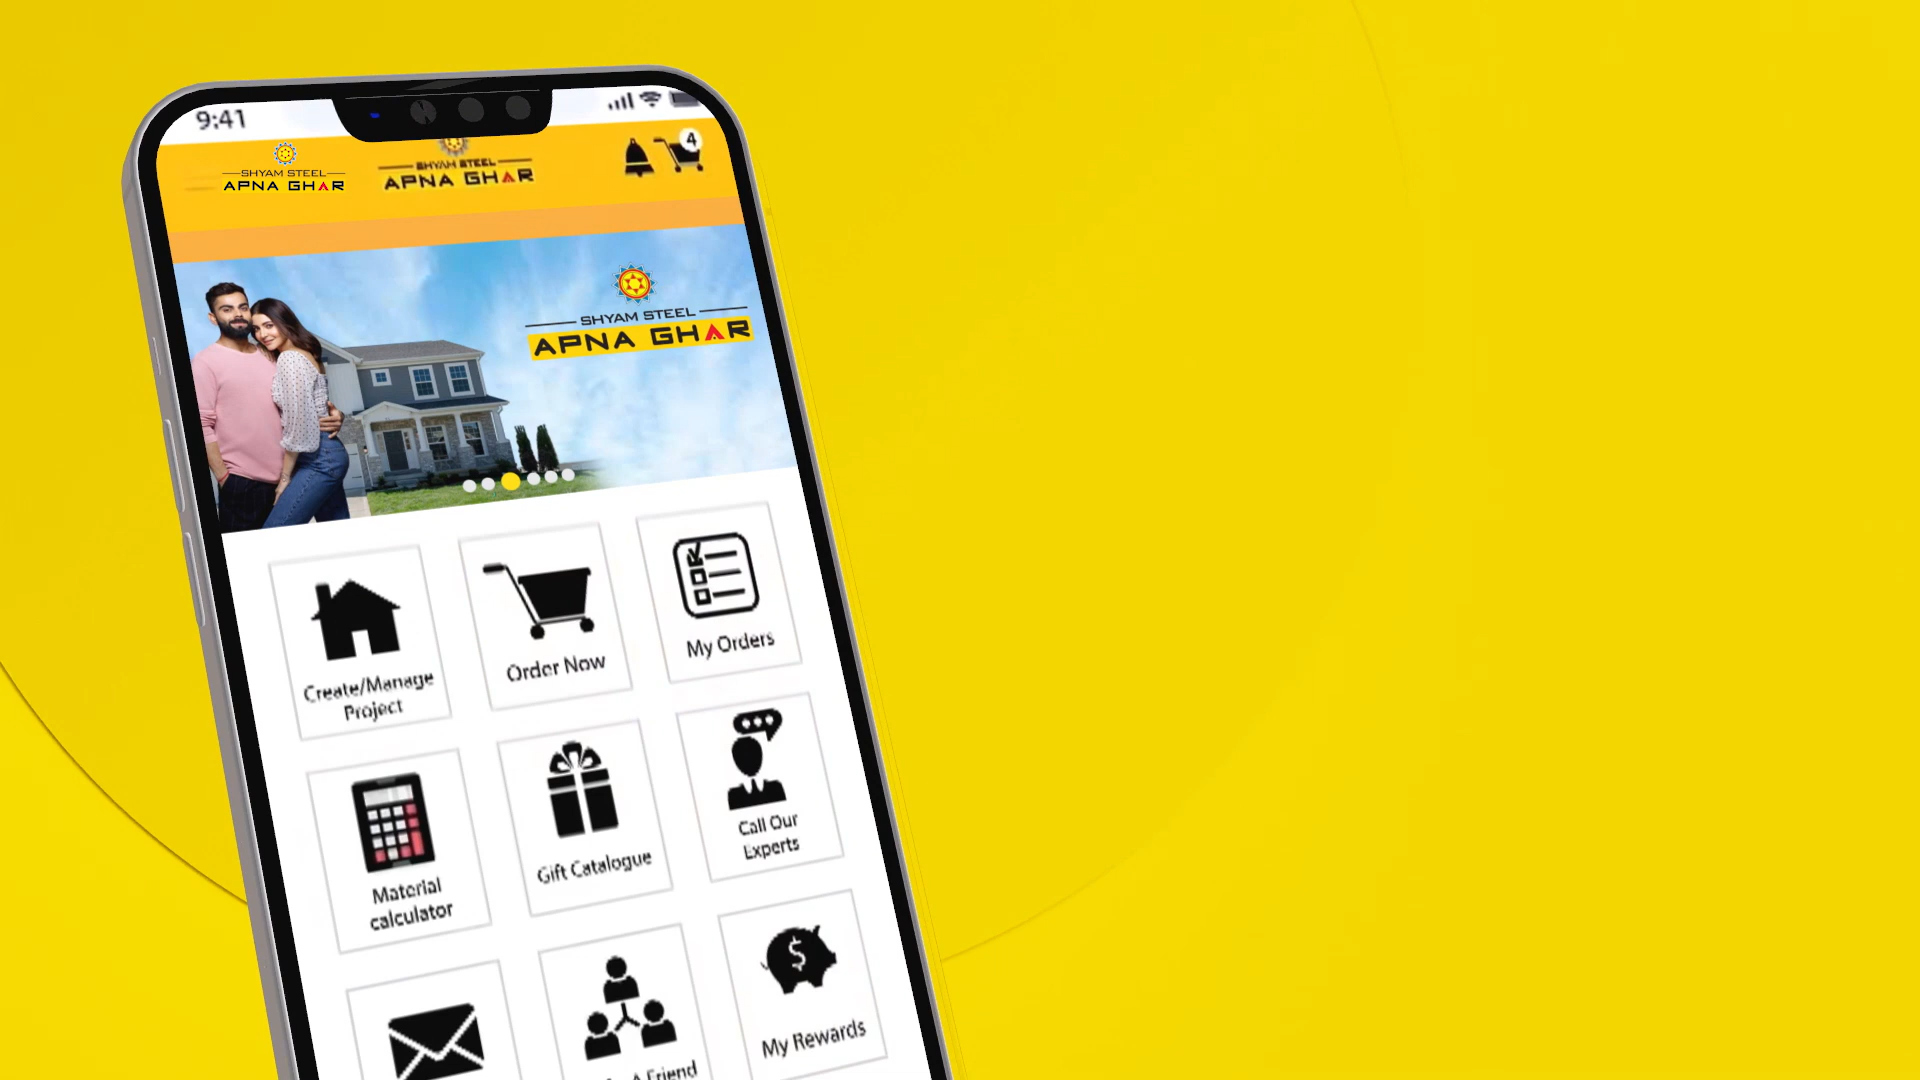 9:41
SHYAM STEEL
APNA GHAR
SHYAM STEEL
APNA GHAR
4
SHYAM STEEL
APNA GHAR
Create/Manage
Project
Order Now
My Orders
Material
calculator
Gift Catalogue
Call Our
Experts
A Friend
My Rewards